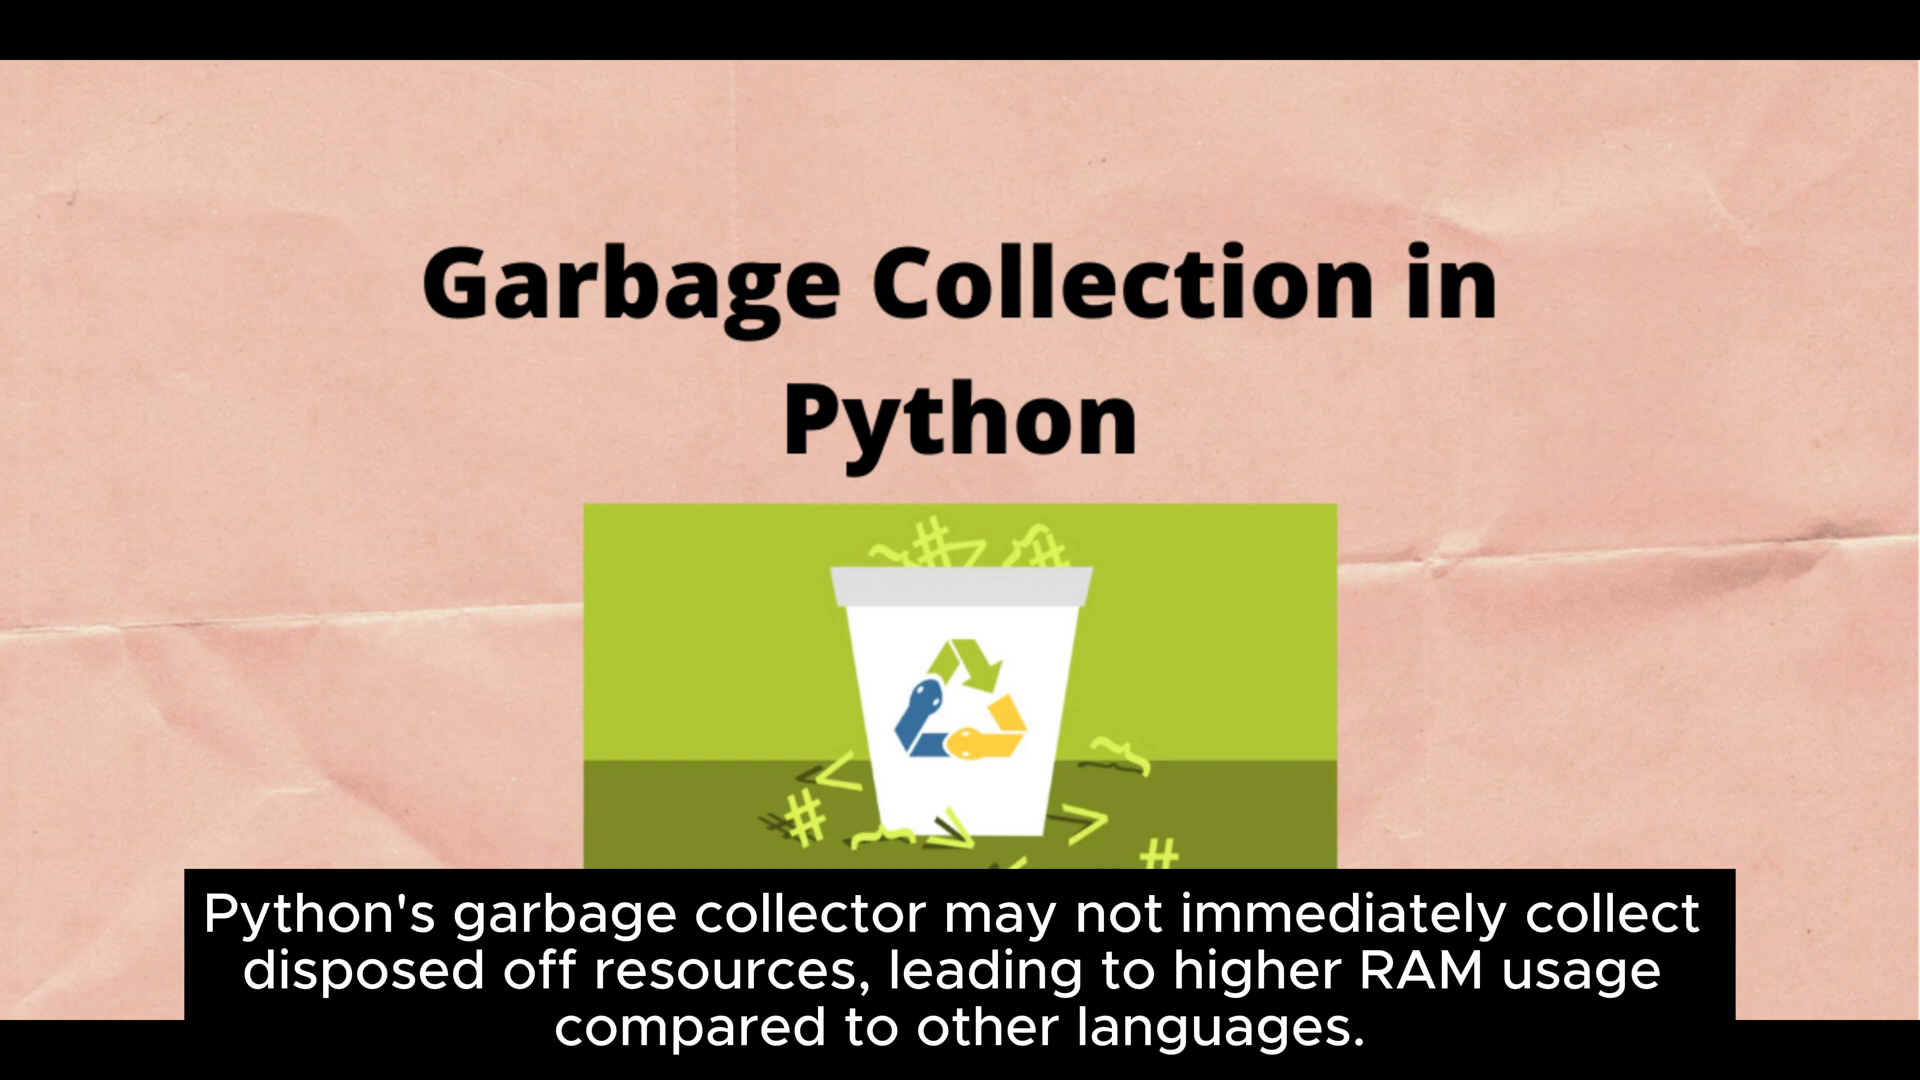 Garbage Collection in
Python
Python's garbage collector may not immediately collect
disposed off resources, leading to higher RAM usage
compared to other languages.